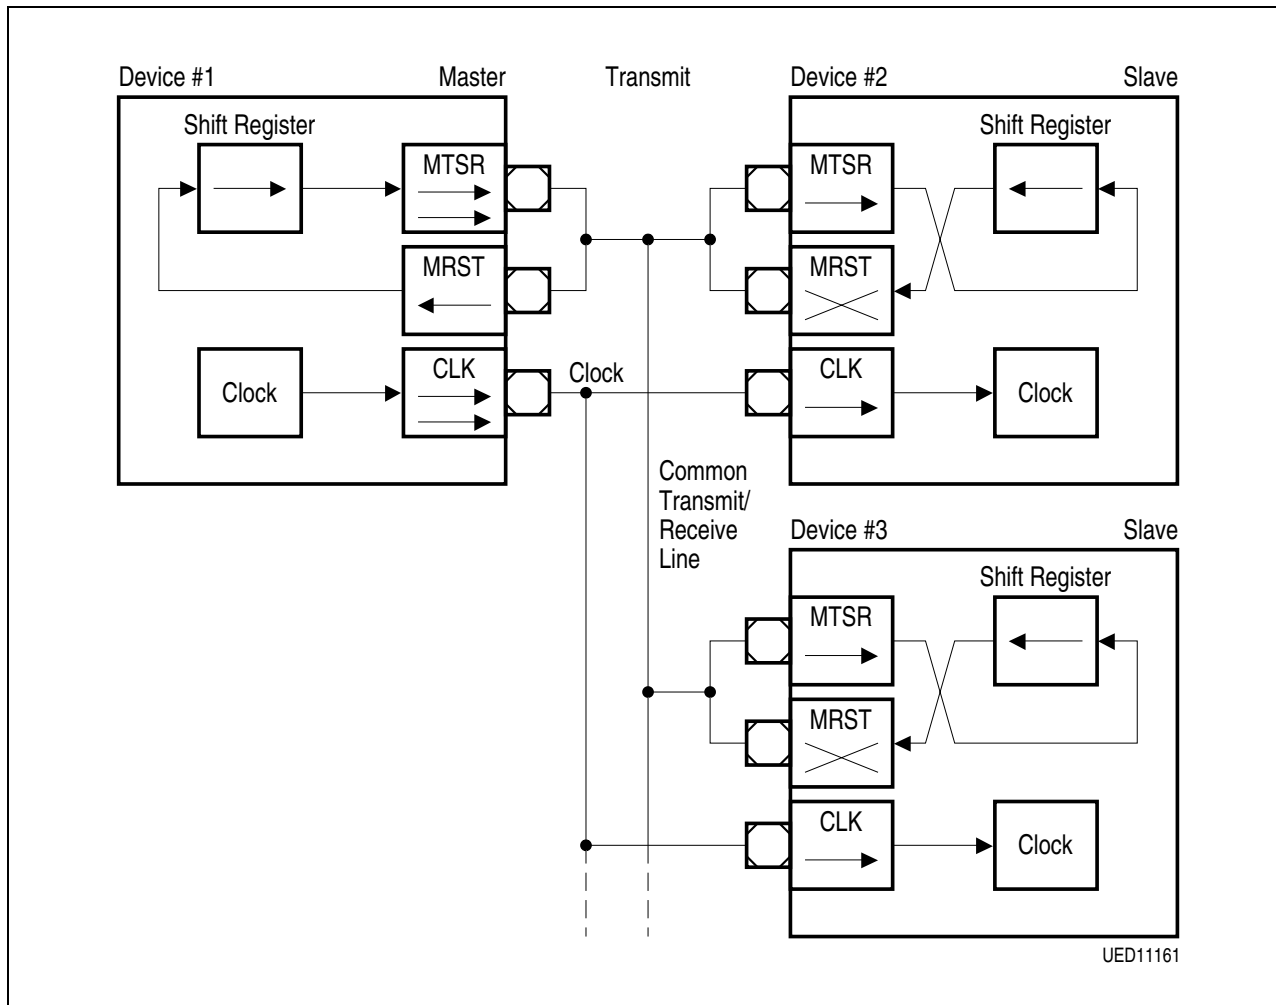 Device #1
Master
Transmit
Device #2
Slave
Shift Register
MTSR
MRST
Clock
CLK
Clock
MTSR
MRST
CLK
Shift Register
Clock
Common
Transmit/
Receive
Line
Device #3
Slave
Shift Register
MTSR
MRST
CLK
Clock
UED11161